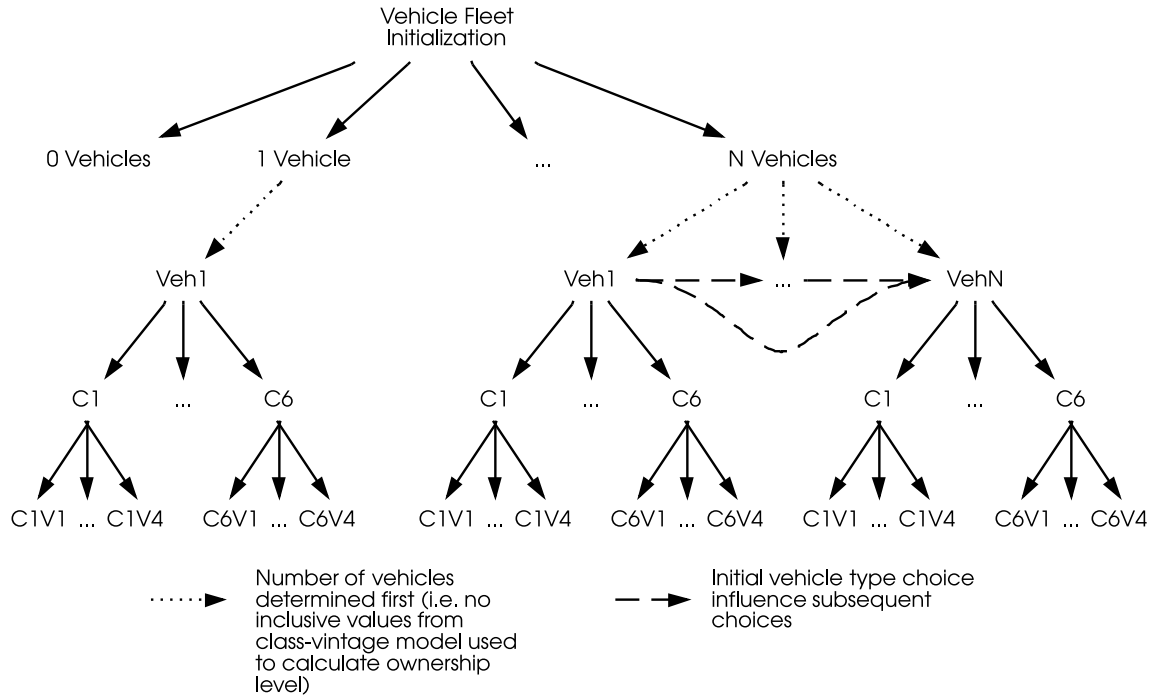 Vehicle Fleet
Initialization
0 Vehicles 1 Vehicle ... N Vehicles
Veh1 Veh1 ... VehN
C1 ... C6 C1 ... C6 C1 ... C6
C1V1 ... C1V4 C6V1 ... C6V4 C1V1 ... C1V4 C6V1 ... C6V4 C1V1 ... C1V4 C6V1 ... C6V4
Number of vehicles
determined first (i.e. no
inclusive values from
class-vintage model used
to calculate ownership
level)
Initial vehicle type choice
influence subsequent
choices